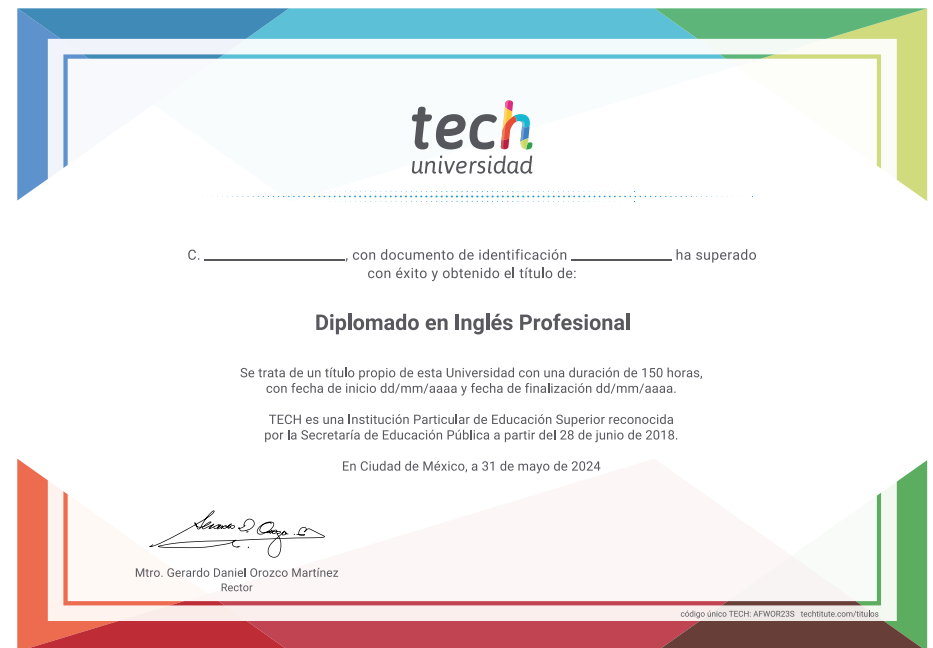 tech
universidad
C. ____________________, con documento de identificación ______________ ha superado
con éxito y obtenido el título de:
Diplomado en Inglés Profesional
Se trata de un título propio de esta Universidad con una duración de 150 horas,
con fecha de inicio dd/mm/aaaa y fecha de finalización dd/mm/aaaa.
TECH es una Institución Particular de Educación Superior reconocida
por la Secretaría de Educación Pública a partir del 28 de junio de 2018.
En Ciudad de México, a 31 de mayo de 2024
Mtro. Gerardo Daniel Orozco Martínez
Rector
código único TECH: AFWOR23S techtitute.com/titulos